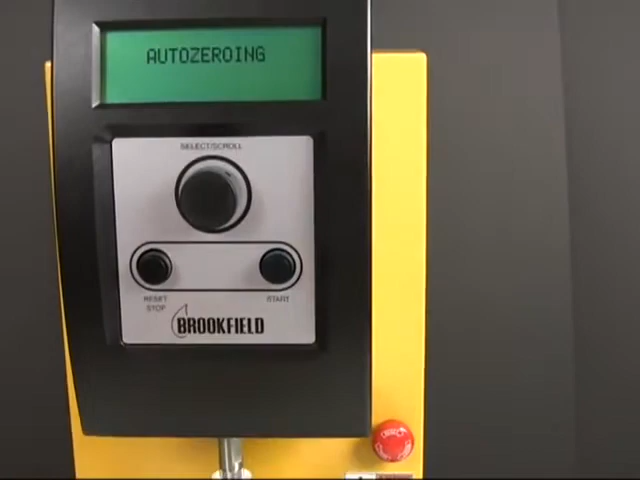 AUTOZEROING
SELECT/SCROLL
RESET
STOP
START
BROOKFIELD